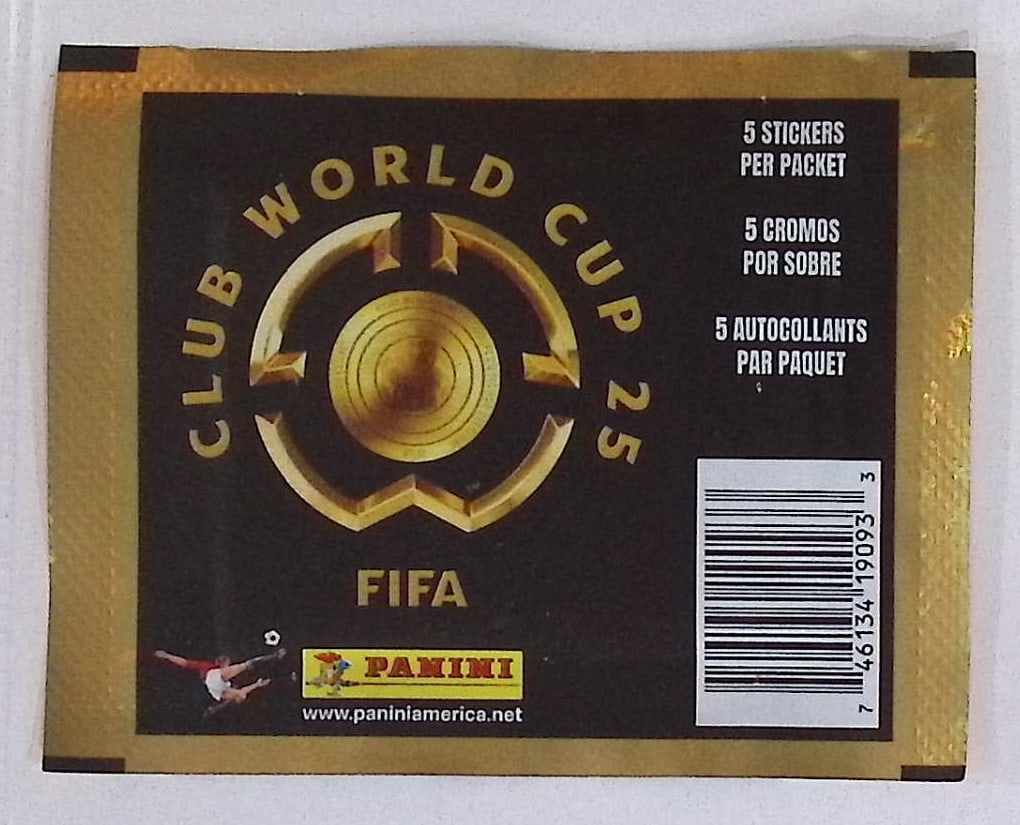 CLUB WORLD CUP 25
FIFA
PANINI
www.paniniamerica.net
5 STICKERS
PER PACKET
5 CROMOS
POR SOBRE
5 AUTOCOLLANTS
PAR PAQUET
7 46134 19093 3